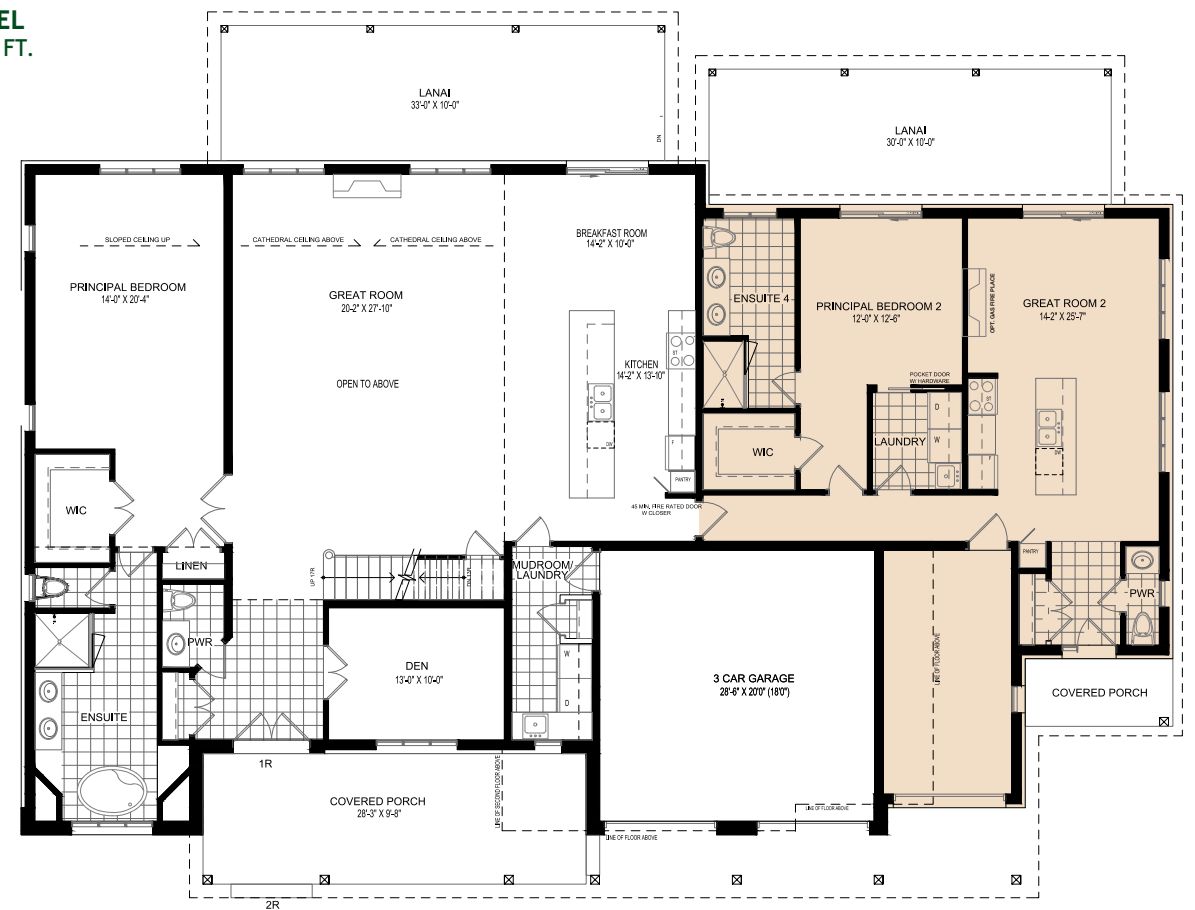 EL
FT.
LANAI
33'-0" X 10'-0"
DN
1
LANAI
30'-0" X 10'-0"
SLOPED CEILING UP
CATHEDRAL CEILING ABOVE
CATHEDRAL CEILING ABOVE
BREAKFAST ROOM
14'-2" X 10'-0"
PRINCIPAL BEDROOM
14'-0" X 20'-4"
GREAT ROOM
20-2" X 27'-10"
OPEN TO ABOVE
KITCHEN
14'-2" X 13'-10"
ST
DW
F
PANTRY
ENSUITE 4
PRINCIPAL BEDROOM 2
12'-0" X 12'-6"
OPT. GAS FIRE PLACE
GREAT ROOM 2
14-2" X 25'-7"
POCKET DOOR
W/ HARDWARE
WIC
LAUNDRY
D
W
ST
DW
F
45 MIN. FIRE RATED DOOR
W CLOSER
WIC
LINEN
UP 17R
DN 13R
MUDROOM/
LAUNDRY
PANTRY
PWR
PWR
DEN
13'-0" X 10'-0"
W
D
LINE OF FLOOR ABOVE
3 CAR GARAGE
28'-6" X 20'0" (18'0")
COVERED PORCH
ENSUITE
1R
LINE OF SECOND FLOOR ABOVE
COVERED PORCH
28'-3" X 9'-8"
LINE OF FLOOR ABOVE
LINE OF FLOOR ABOVE
2R